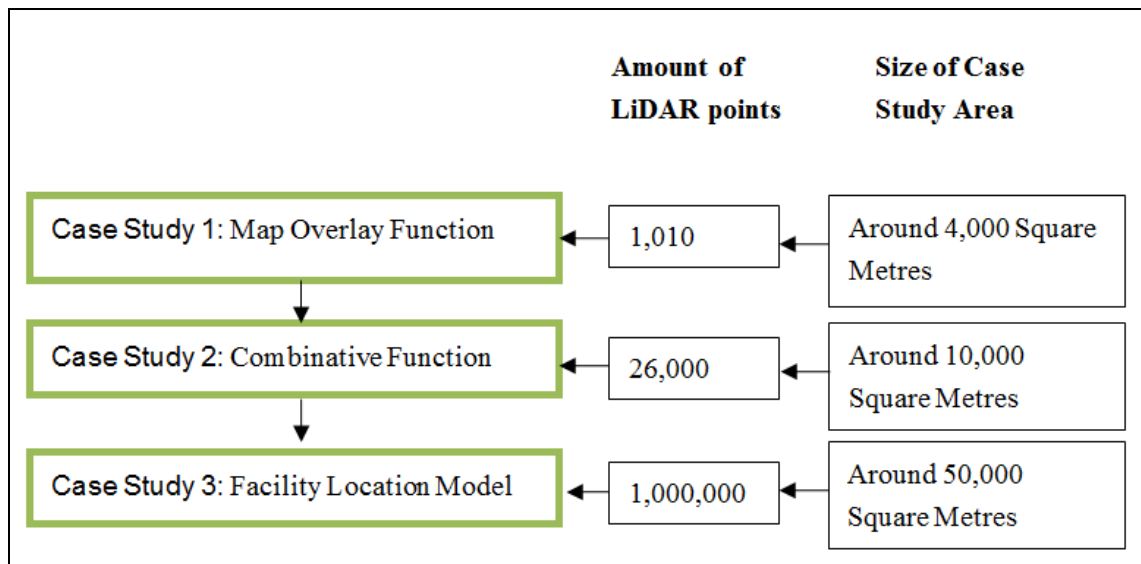 Amount of
LiDAR points
Size of Case
Study Area
Case Study 1: Map Overlay Function
1,010
Around 4,000 Square
Metres
Case Study 2: Combinative Function
26,000
Around 10,000
Square Metres
Case Study 3: Facility Location Model
1,000,000
Around 50,000
Square Metres